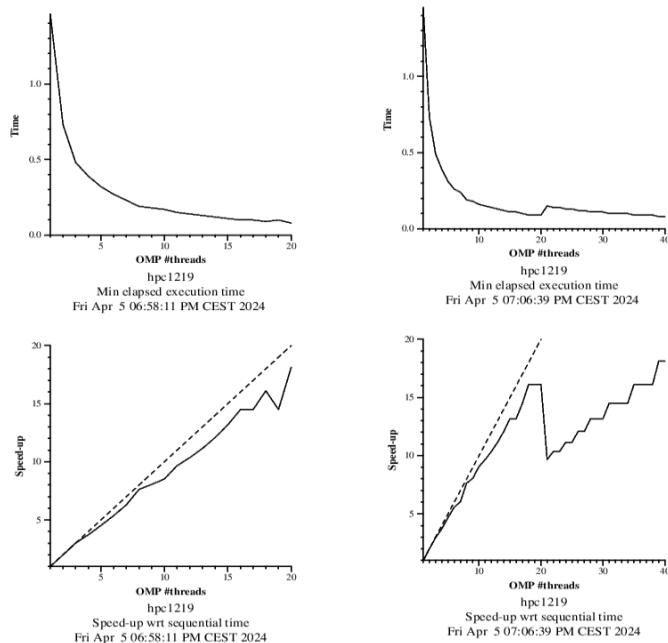 1.0
0.5
0.0
Time
5
10
15
20
OMP #threads
hpc1219
Min elapsed execution time
Fri Apr 5 06:58:11 PM CEST 2024
1.0
0.5
0.0
Time
10
20
30
40
OMP #threads
hpc1219
Min elapsed execution time
Fri Apr 5 07:06:39 PM CEST 2024
20
15
10
5
Speed-up
5
10
15
20
OMP #threads
hpc1219
Speed-up wrt sequential time
Fri Apr 5 06:58:11 PM CEST 2024
20
15
10
5
Speed-up
10
20
30
40
OMP #threads
hpc1219
Speed-up wrt sequential time
Fri Apr 5 07:06:39 PM CEST 2024